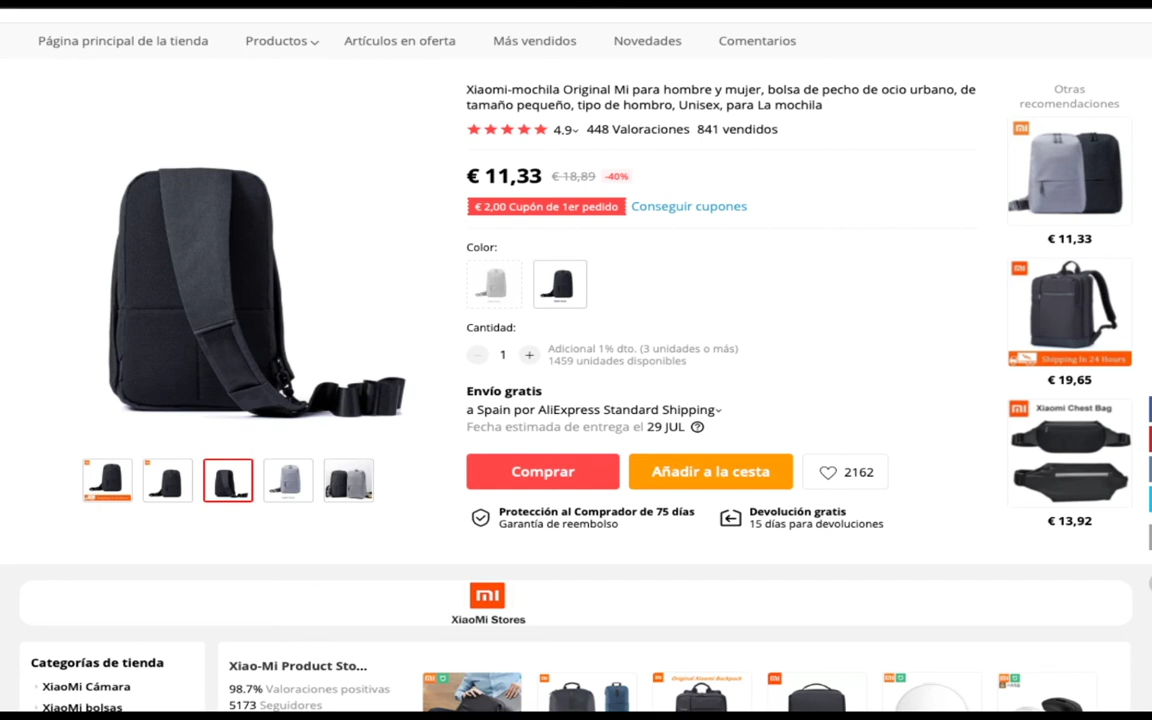 Página principal de la tienda
Productos
Artículos en oferta
Más vendidos
Novedades
Comentarios
Xiaomi-mochila Original Mi para hombre y mujer, bolsa de pecho de ocio urbano, de
tamaño pequeño, tipo de hombro, Unisex, para La mochila
4.9 448 Valoraciones 841 vendidos
€ 11,33 € 18,89 -40%
€ 2,00 Cupón de 1er pedido Conseguir cupones
Color:
Cantidad:
1
Adicional 1% dto. (3 unidades o más)
1459 unidades disponibles
Envío gratis
a Spain por AliExpress Standard Shipping
Fecha estimada de entrega el 29 JUL
Comprar
Añadir a la cesta
2162
Protección al Comprador de 75 días
Garantía de reembolso
Devolución gratis
15 días para devoluciones
Otras
recomendaciones
€ 11,33
Shipping In 24 Hours
€ 19,65
Xiaomi Chest Bag
€ 13,92
XiaoMi Stores
Categorías de tienda
XiaoMi Cámara
XiaoMi bolsas
Xiao-Mi Product Sto...
98.7% Valoraciones positivas
5173 Seguidores
Original Xiaomi Backpack